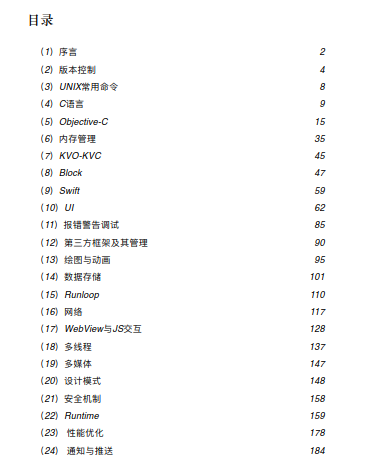 目录
（1）序言 2
（2）版本控制 4
（3）UNIX常用命令 8
（4）C语言 9
（5）Objective-C 15
（6）内存管理 35
（7）KVO-KVC 45
（8）Block 47
（9）Swift 59
（10）UI 62
（11）报错警告调试 85
（12）第三方框架及其管理 90
（13）绘图与动画 95
（14）数据存储 101
（15）Runloop 110
（16）网络 117
（17）WebView与JS交互 128
（18）多线程 137
（19）多媒体 147
（20）设计模式 148
（21）安全机制 158
（22）Runtime 159
（23） 性能优化 178
（24） 通知与推送 184